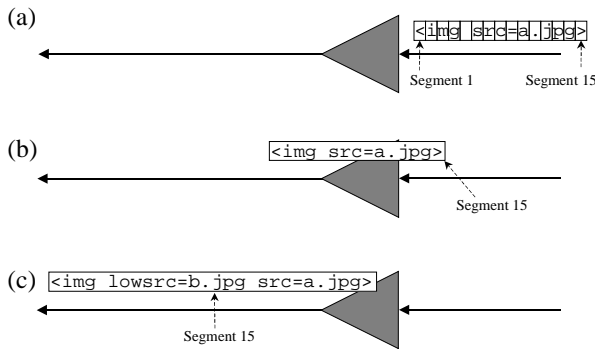 (a)
<img src=a.jpg>
Segment 1
Segment 15
(b)
<img src=a.jpg>
Segment 15
(c)
<img lowsrc=b.jpg src=a.jpg>
Segment 15